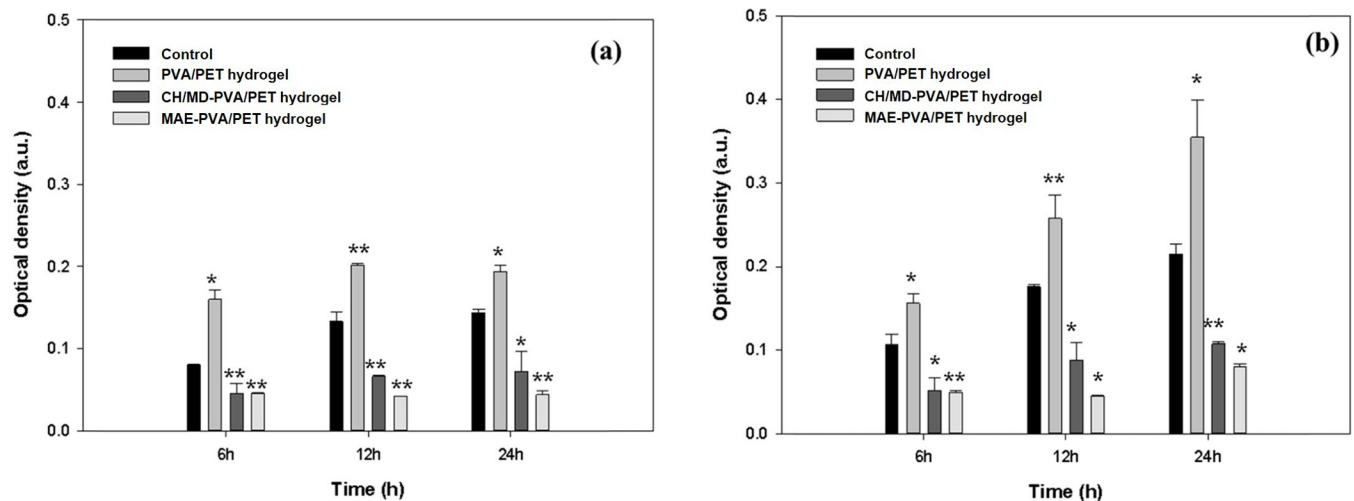 (a)
Control
PVA/PET hydrogel
CH/MD-PVA/PET hydrogel
MAE-PVA/PET hydrogel
Optical density (a.u.)
0.5
0.4
0.3
0.2
0.1
0.0
* ** ** ** ** ** * * **
6h 12h 24h
Time (h)
(b)
Control
PVA/PET hydrogel
CH/MD-PVA/PET hydrogel
MAE-PVA/PET hydrogel
Optical density (a.u.)
0.5
0.4
0.3
0.2
0.1
0.0
* * ** ** * * * ** *
6h 12h 24h
Time (h)